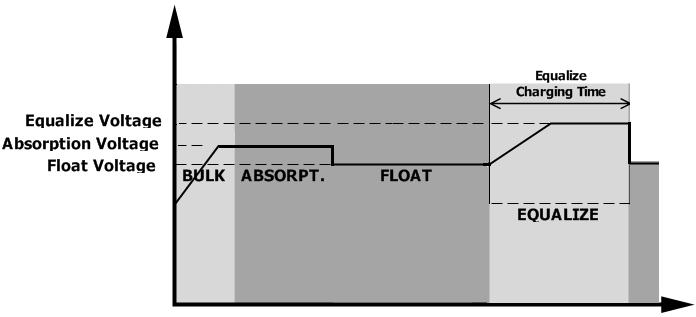 Equalize
Charging Time
Equalize Voltage
Absorption Voltage
Float Voltage
BULK
ABSORPT.
FLOAT
EQUALIZE